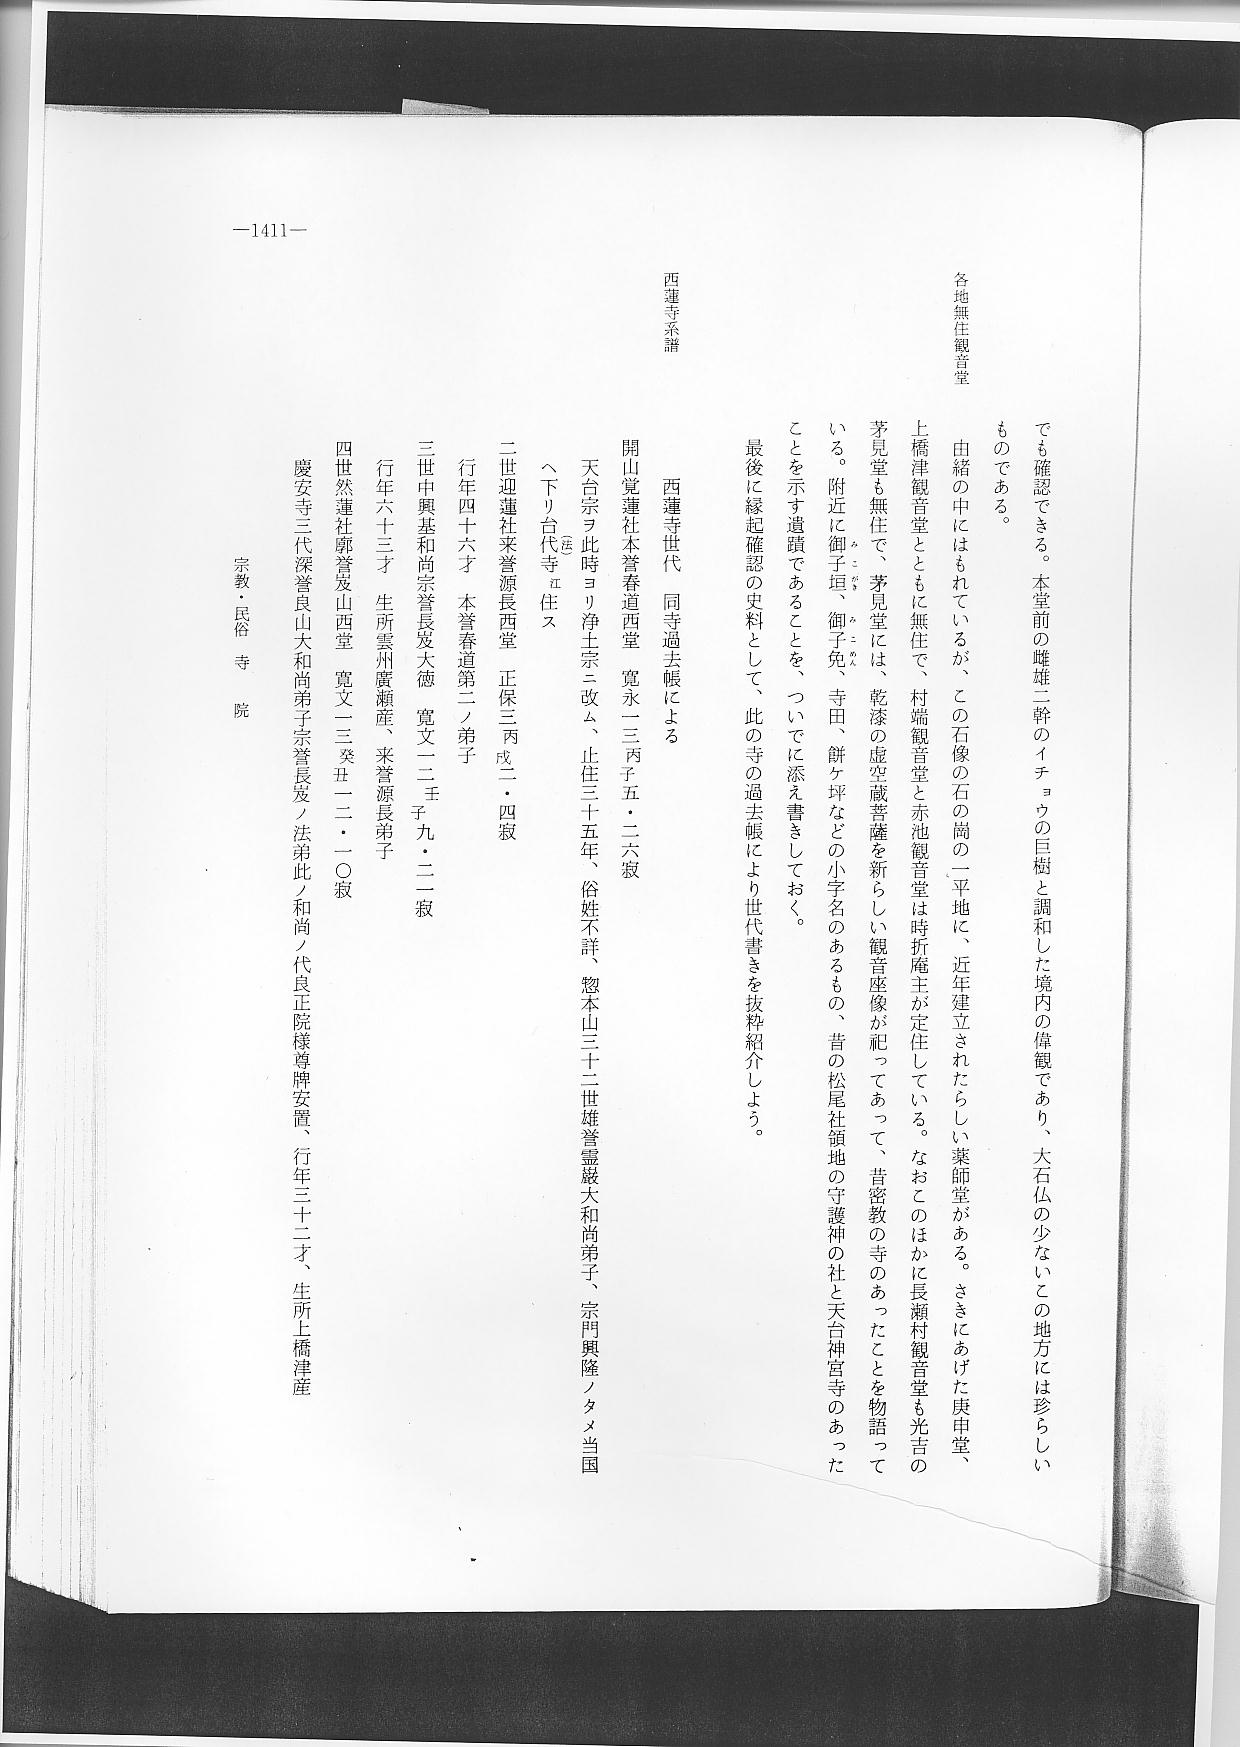 でも確認できる。本堂前の雌雄二幹のイチョウの巨樹と調和した境内の偉観であり、大石仏の少ないこの地方には珍らしい
ものである。
各地無住観音堂
由緒の中にはもれているが、この石像の石の崗の一平地に、近年建立されたらしい薬師堂がある。さきにあげた庚申堂、
上橋津観音堂とともに無住で、村端観音堂と赤池観音堂は時折庵主が定住している。なおこのほかに長瀬村観音堂も光吉の
茅見堂も無住で、茅見堂には、乾漆の虚空蔵菩薩を新らしい観音座像が祀ってあって、昔密教の寺のあったことを物語って
いる。附近に御子垣、御子免、寺田、餅ケ坪などの小字名のあるもの、昔の松尾社領地の守護神の社と天台神宮寺のあった
みこがき みこめん
ことを示す遺蹟であることを、ついでに添え書きしておく。
最後に縁起確認の史料として、此の寺の過去帳により世代書きを抜粋紹介しよう。
西蓮寺系譜
西蓮寺世代 同寺過去帳による
開山覚蓮社本誉春道西堂 寛永一三丙子五・二六寂
天台宗ヲ此時ヨリ浄土宗ニ改ム、止住三十五年、俗姓不詳、惣本山三十二世雄誉霊巌大和尚弟子、宗門興隆ノタメ当国
(法)
ヘ下リ台代寺江住ス
二世迎蓮社来誉源長西堂 正保三丙戌二・四寂
行年四十六才 本誉春道第二ノ弟子
三世中興基和尚宗誉長岌大徳 寛文一二壬子九・二一寂
行年六十三才 生所雲州廣瀬産、来誉源長弟子
四世然蓮社廓誉岌山西堂 寛文一三癸丑一二・一〇寂
慶安寺三代深誉良山大和尚弟子宗誉長岌ノ法弟此ノ和尚ノ代良正院様尊牌安置、行年三十二才、生所上橋津産
宗教・民俗 寺 院
—1411—